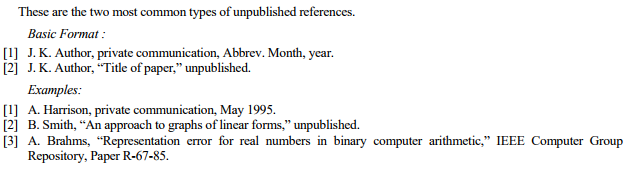 These are the two most common types of unpublished references.
Basic Format :
[1] J. K. Author, private communication, Abbrev. Month, year.
[2] J. K. Author, “Title of paper,” unpublished.
Examples:
[1] A. Harrison, private communication, May 1995.
[2] B. Smith, “An approach to graphs of linear forms,” unpublished.
[3] A. Brahms, “Representation error for real numbers in binary computer arithmetic,” IEEE Computer Group
Repository, Paper R-67-85.